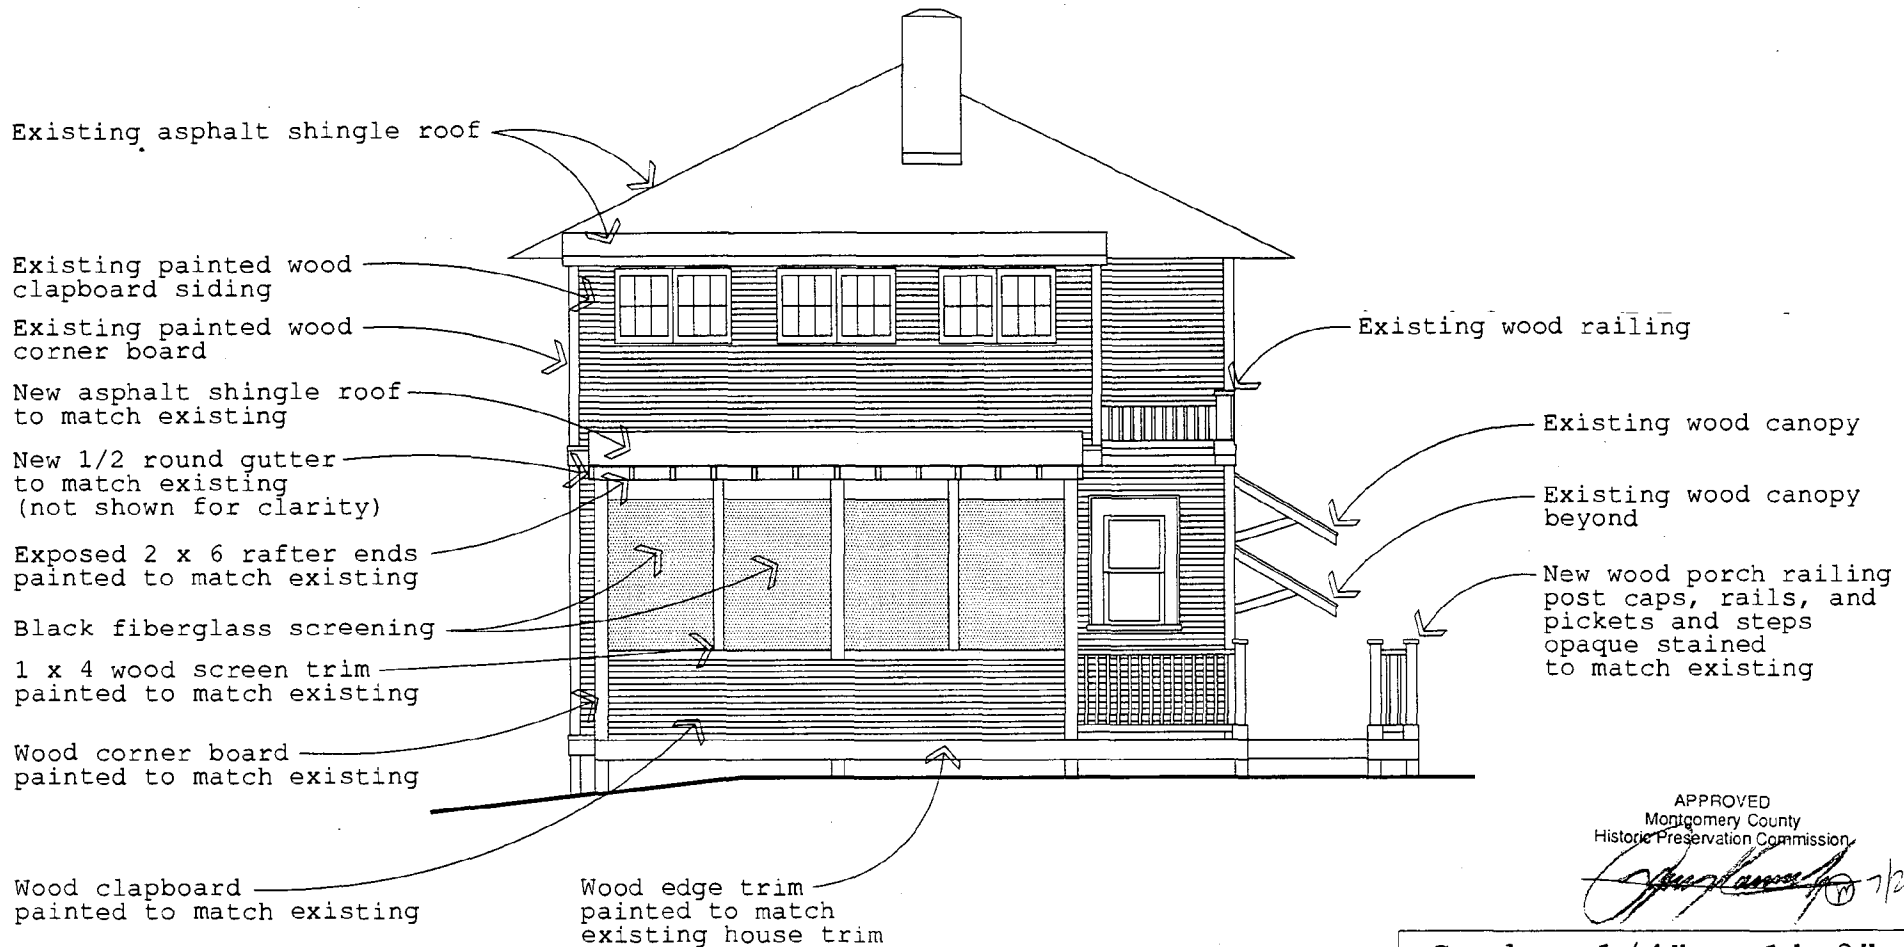 Existing asphalt shingle roof
Existing painted wood
clapboard siding
Existing painted wood
corner board
New asphalt shingle roof
to match existing
New 1/2 round gutter
to match existing
(not shown for clarity)
Exposed 2 x 6 rafter ends
painted to match existing
Black fiberglass screening
1 x 4 wood screen trim
painted to match existing
Wood corner board
painted to match existing
Wood clapboard
painted to match existing
Wood edge trim
painted to match
existing house trim
Existing wood railing
Existing wood canopy
Existing wood canopy
beyond
New wood porch railing
post caps, rails, and
pickets and steps
opaque stained
to match existing
APPROVED
Montgomery County
Historic Preservation Commission